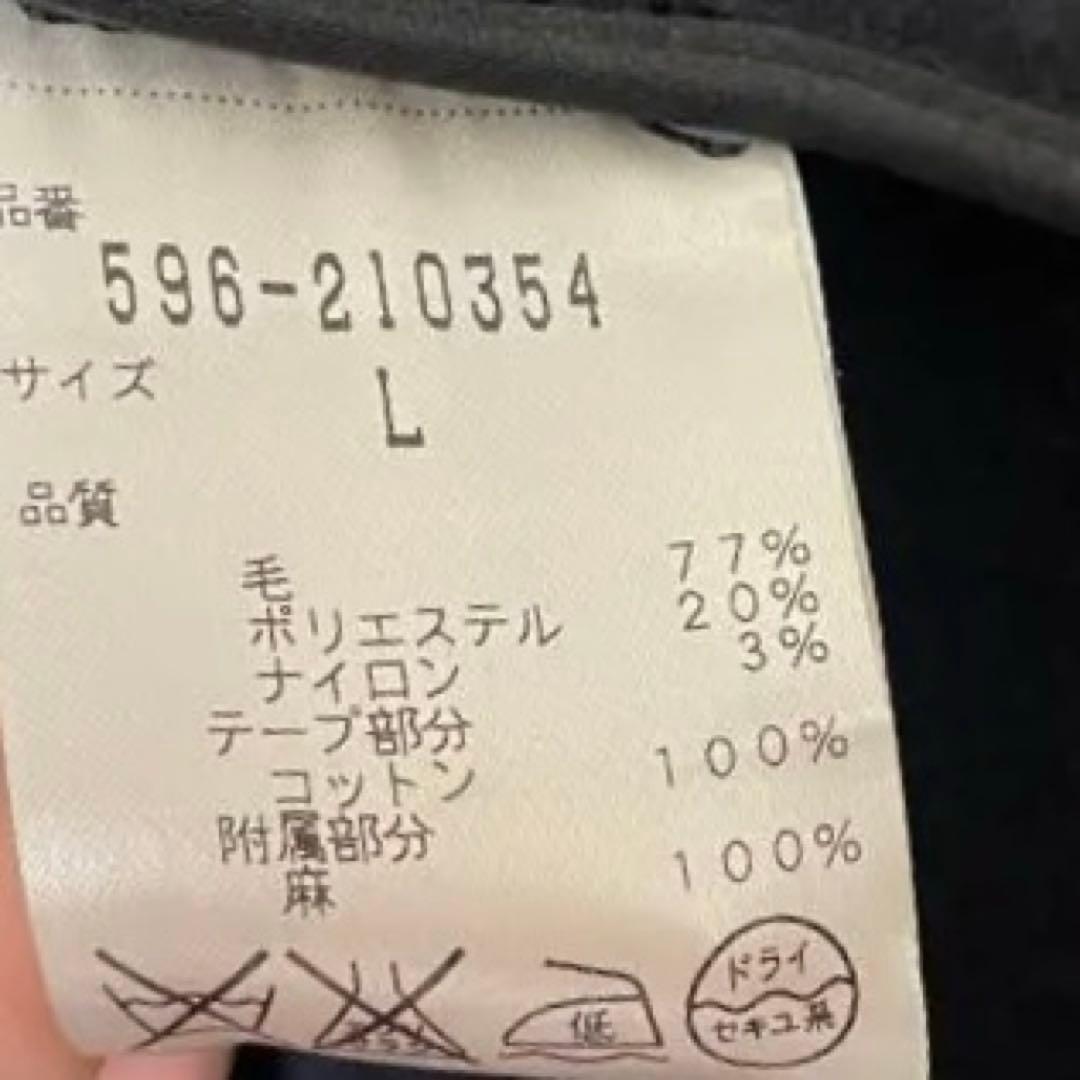 品番
596-210354
サイズ
L
品質
毛 77%
ポリエステル 20%
ナイロン 3%
テープ部分
コットン 100%
附属部分
麻 100%
低
ドライ
セキユ系